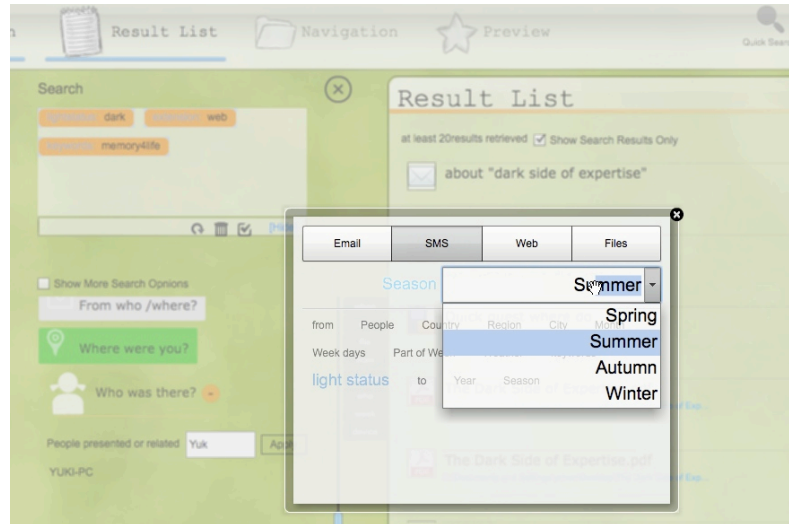 Result List
Navigation
Preview
Quick Sear
Search
dark
web
memory4life
Show More Search Opnions
From who /where?
Where were you?
Who was there?
People presented or related
Yuk
YUKI-PC
Result List
at least 20results retrieved
Show Search Results Only
about "dark side of expertise"
Email
SMS
Web
Files
Season
Summer
Spring
Summer
Autumn
Winter
from
People
Country
Region
City
Month
Week days
Part of We
light status
to
Year
Season
The Dark Side of Expertise.pdf